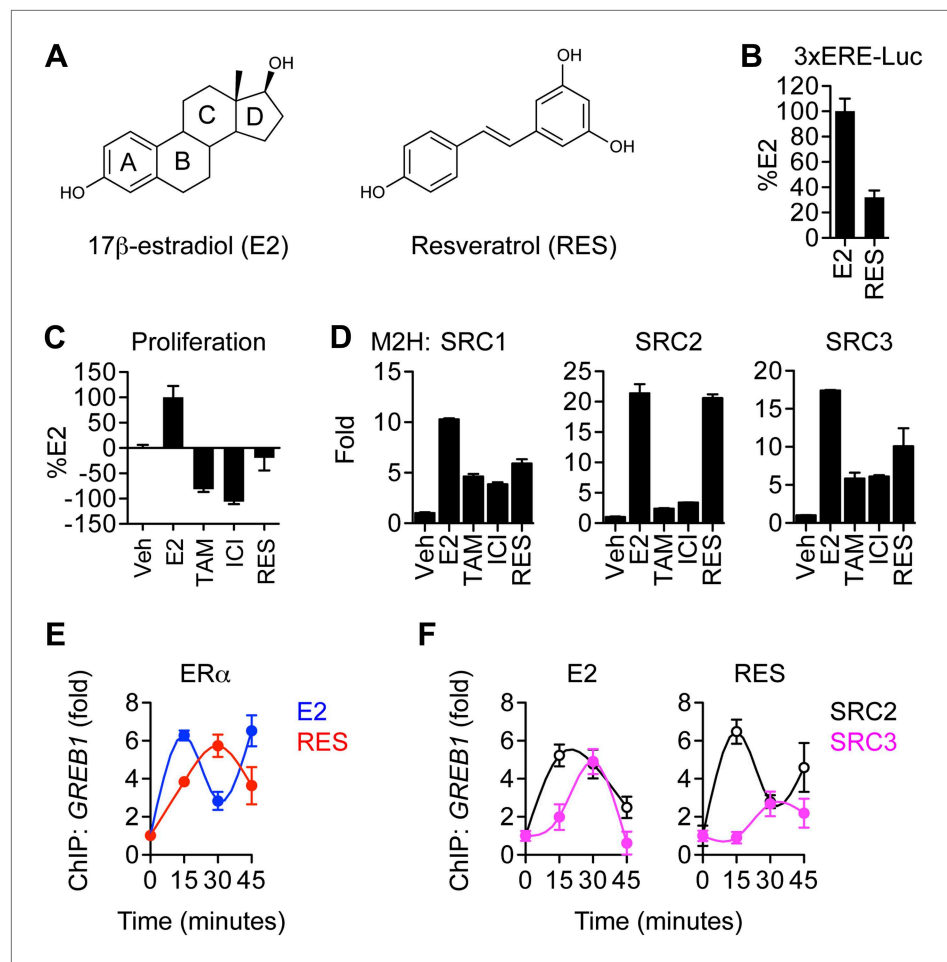 A
OH
C
D
A
B
HO
17β-estradiol (E2)
OH
OH
HO
Resveratrol (RES)
B
3xERE-Luc
%E2
120
100
80
60
40
20
0
E2
RES
C
Proliferation
%E2
150
100
50
0
-50
-100
-150
Veh
E2
TAM
ICI
RES
D
M2H: SRC1
Fold
15
10
5
0
Veh
E2
TAM
ICI
RES
SRC2
25
20
15
10
5
0
Veh
E2
TAM
ICI
RES
SRC3
20
15
10
5
0
Veh
E2
TAM
ICI
RES
E
ERα
ChIP: GREB1 (fold)
8
6
4
2
0
0 15 30 45
Time (minutes)
E2
RES
F
E2
ChIP: GREB1 (fold)
8
6
4
2
0
0 15 30 45
RES
8
6
4
2
0
0 15 30 45
Time (minutes)
SRC2
SRC3